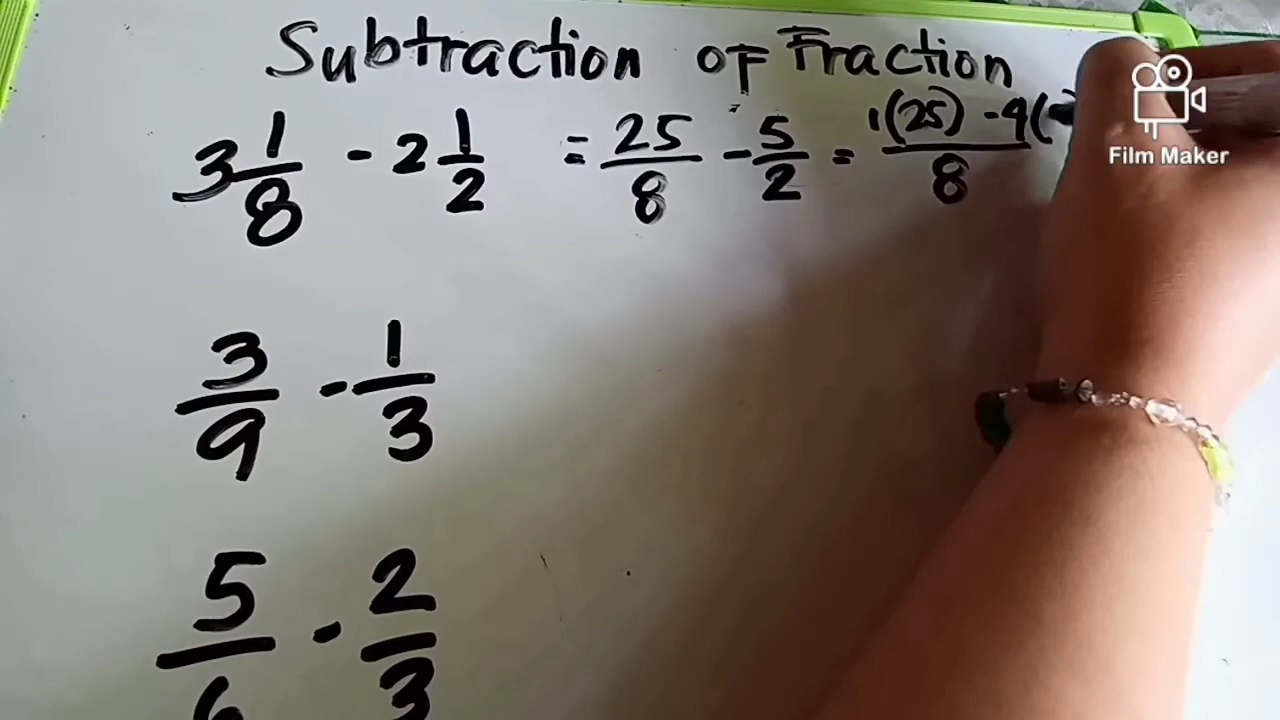 Subtraction of Fraction
3 1/8 - 2 1/2 = 25/8 - 5/2 = 1(25) - 4(/8
Film Maker
3/9 - 1/3
5/6 - 2/3